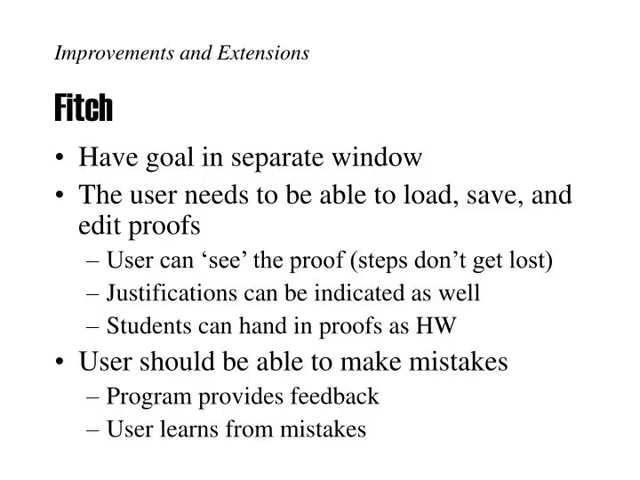 Improvements and Extensions
Fitch
• Have goal in separate window
• The user needs to be able to load, save, and
edit proofs
– User can ‘see’ the proof (steps don’t get lost)
– Justifications can be indicated as well
– Students can hand in proofs as HW
• User should be able to make mistakes
– Program provides feedback
– User learns from mistakes